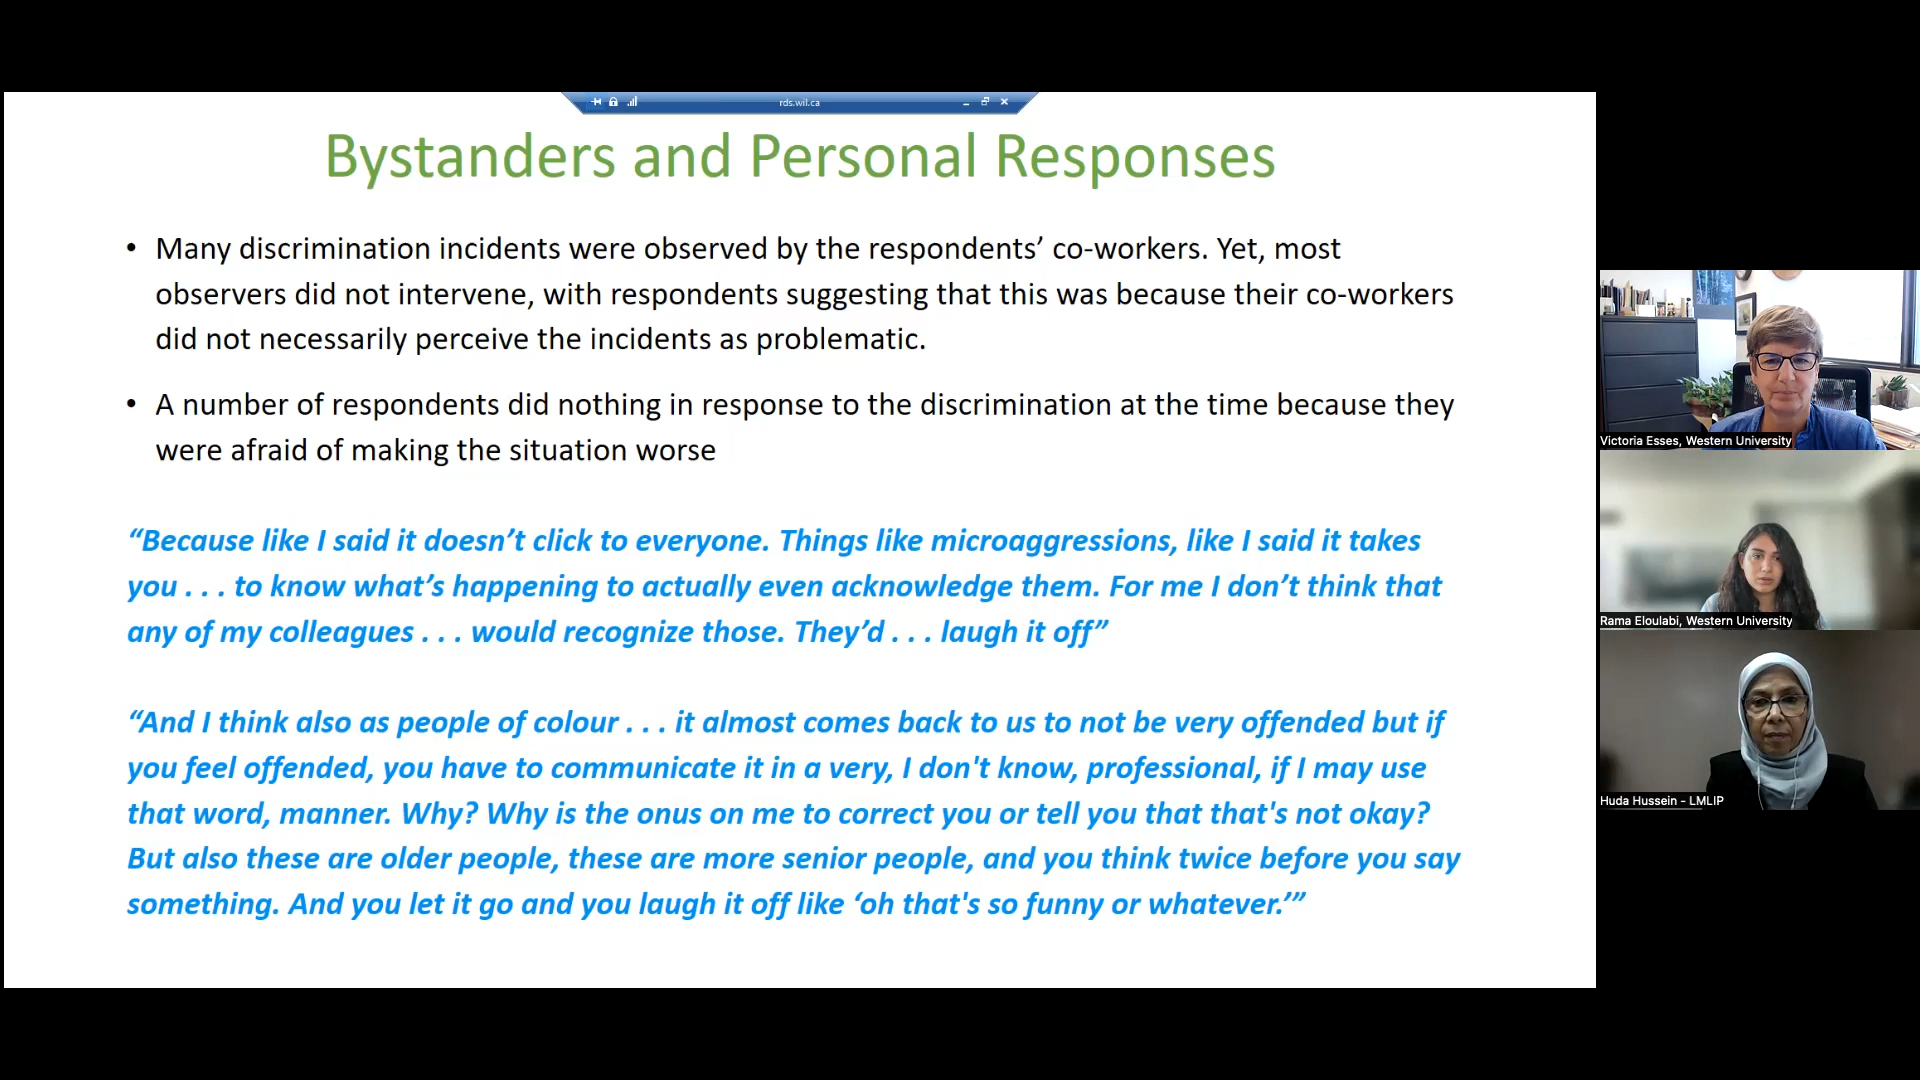 rds.wil.ca
Bystanders and Personal Responses
• Many discrimination incidents were observed by the respondents’ co-workers. Yet, most
observers did not intervene, with respondents suggesting that this was because their co-workers
did not necessarily perceive the incidents as problematic.
• A number of respondents did nothing in response to the discrimination at the time because they
were afraid of making the situation worse
“Because like I said it doesn’t click to everyone. Things like microaggressions, like I said it takes
you . . . to know what’s happening to actually even acknowledge them. For me I don’t think that
any of my colleagues . . . would recognize those. They’d . . . laugh it off”
“And I think also as people of colour . . . it almost comes back to us to not be very offended but if
you feel offended, you have to communicate it in a very, I don't know, professional, if I may use
that word, manner. Why? Why is the onus on me to correct you or tell you that that's not okay?
But also these are older people, these are more senior people, and you think twice before you say
something. And you let it go and you laugh it off like ‘oh that's so funny or whatever.’”
Victoria Esses, Western University
Rama Eloulabi, Western University
Huda Hussein - LMLIP